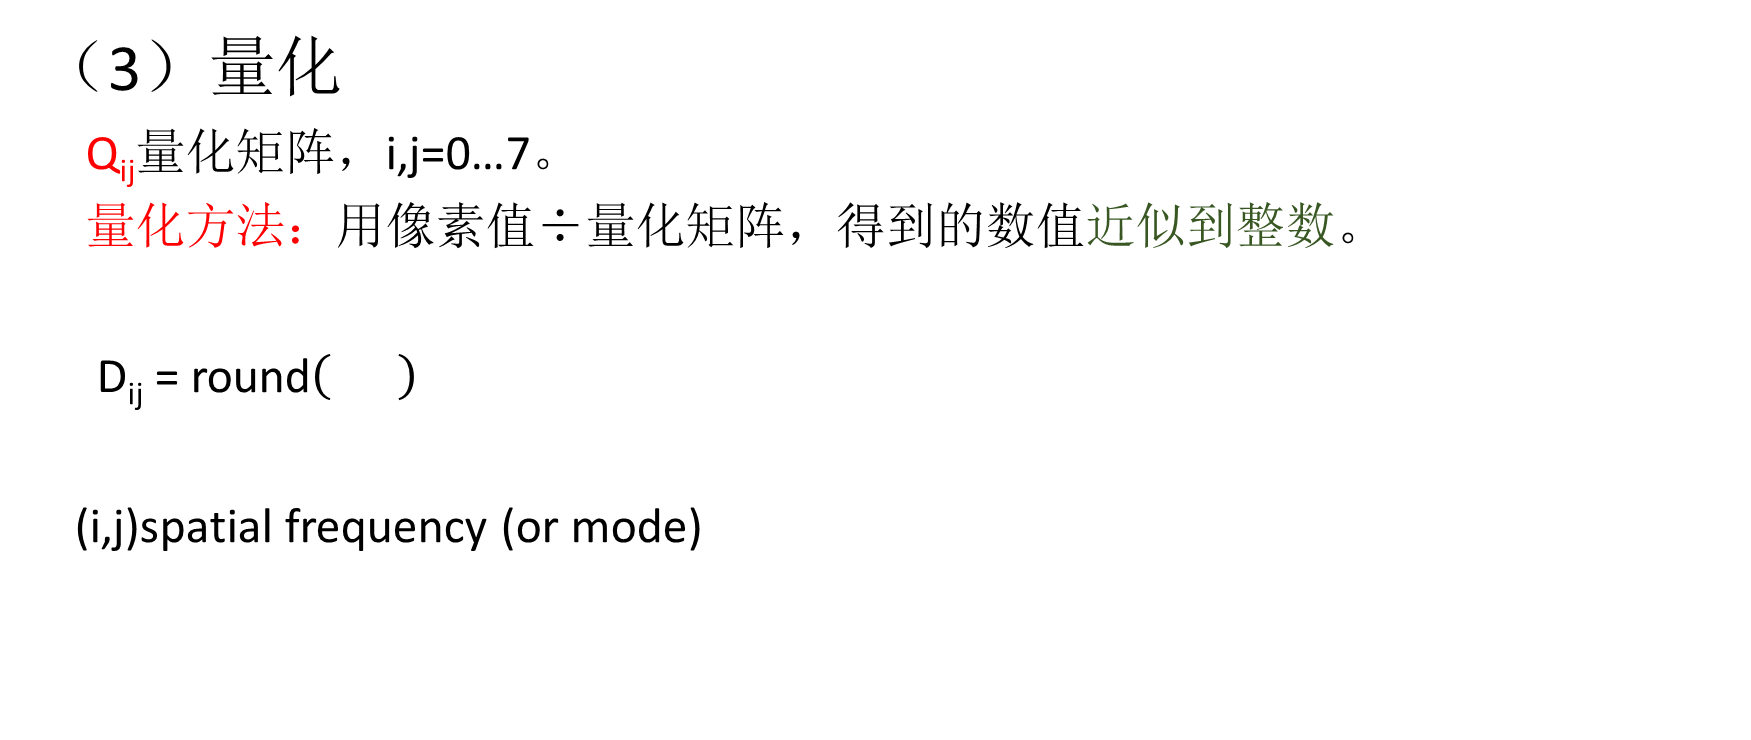 （3）量化
Qij量化矩阵，i,j=0…7。
量化方法：用像素值÷量化矩阵，得到的数值近似到整数。
Dij = round(    )
(i,j)spatial frequency (or mode)